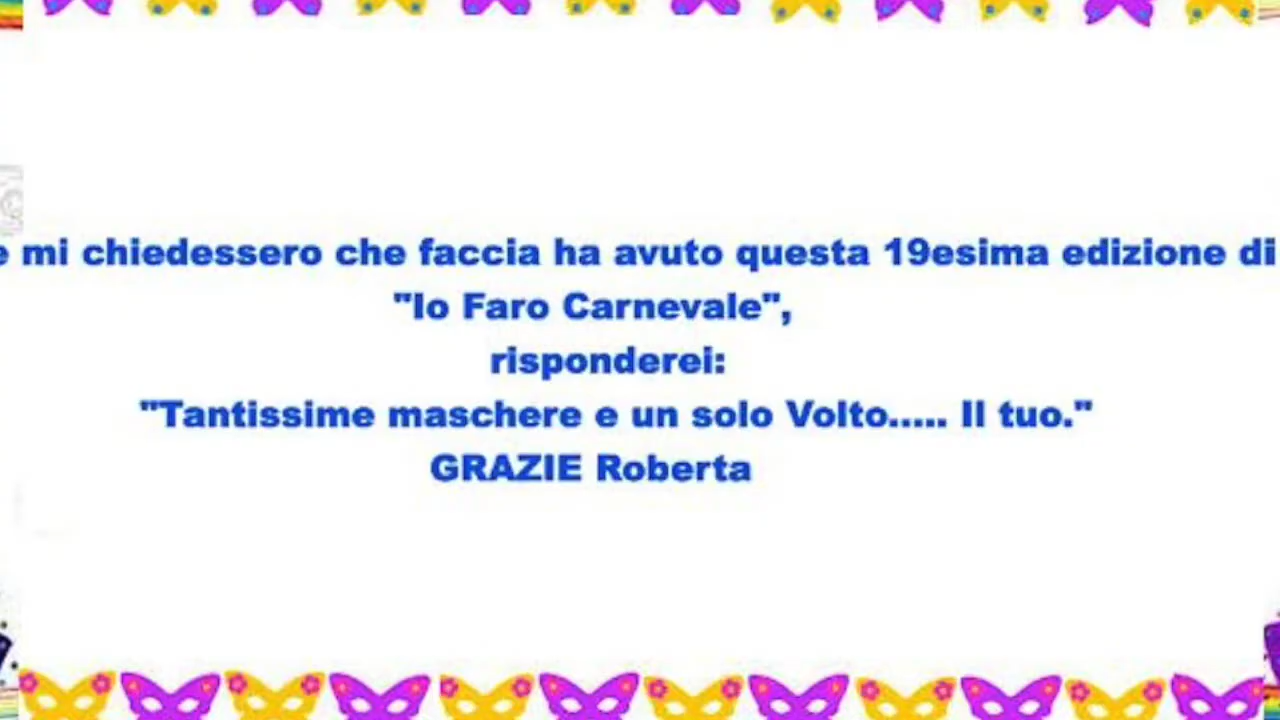 e mi chiedessero che faccia ha avuto questa 19esima edizione di
"Io Faro Carnevale",
risponderei:
"Tantissime maschere e un solo Volto..... Il tuo."
GRAZIE Roberta